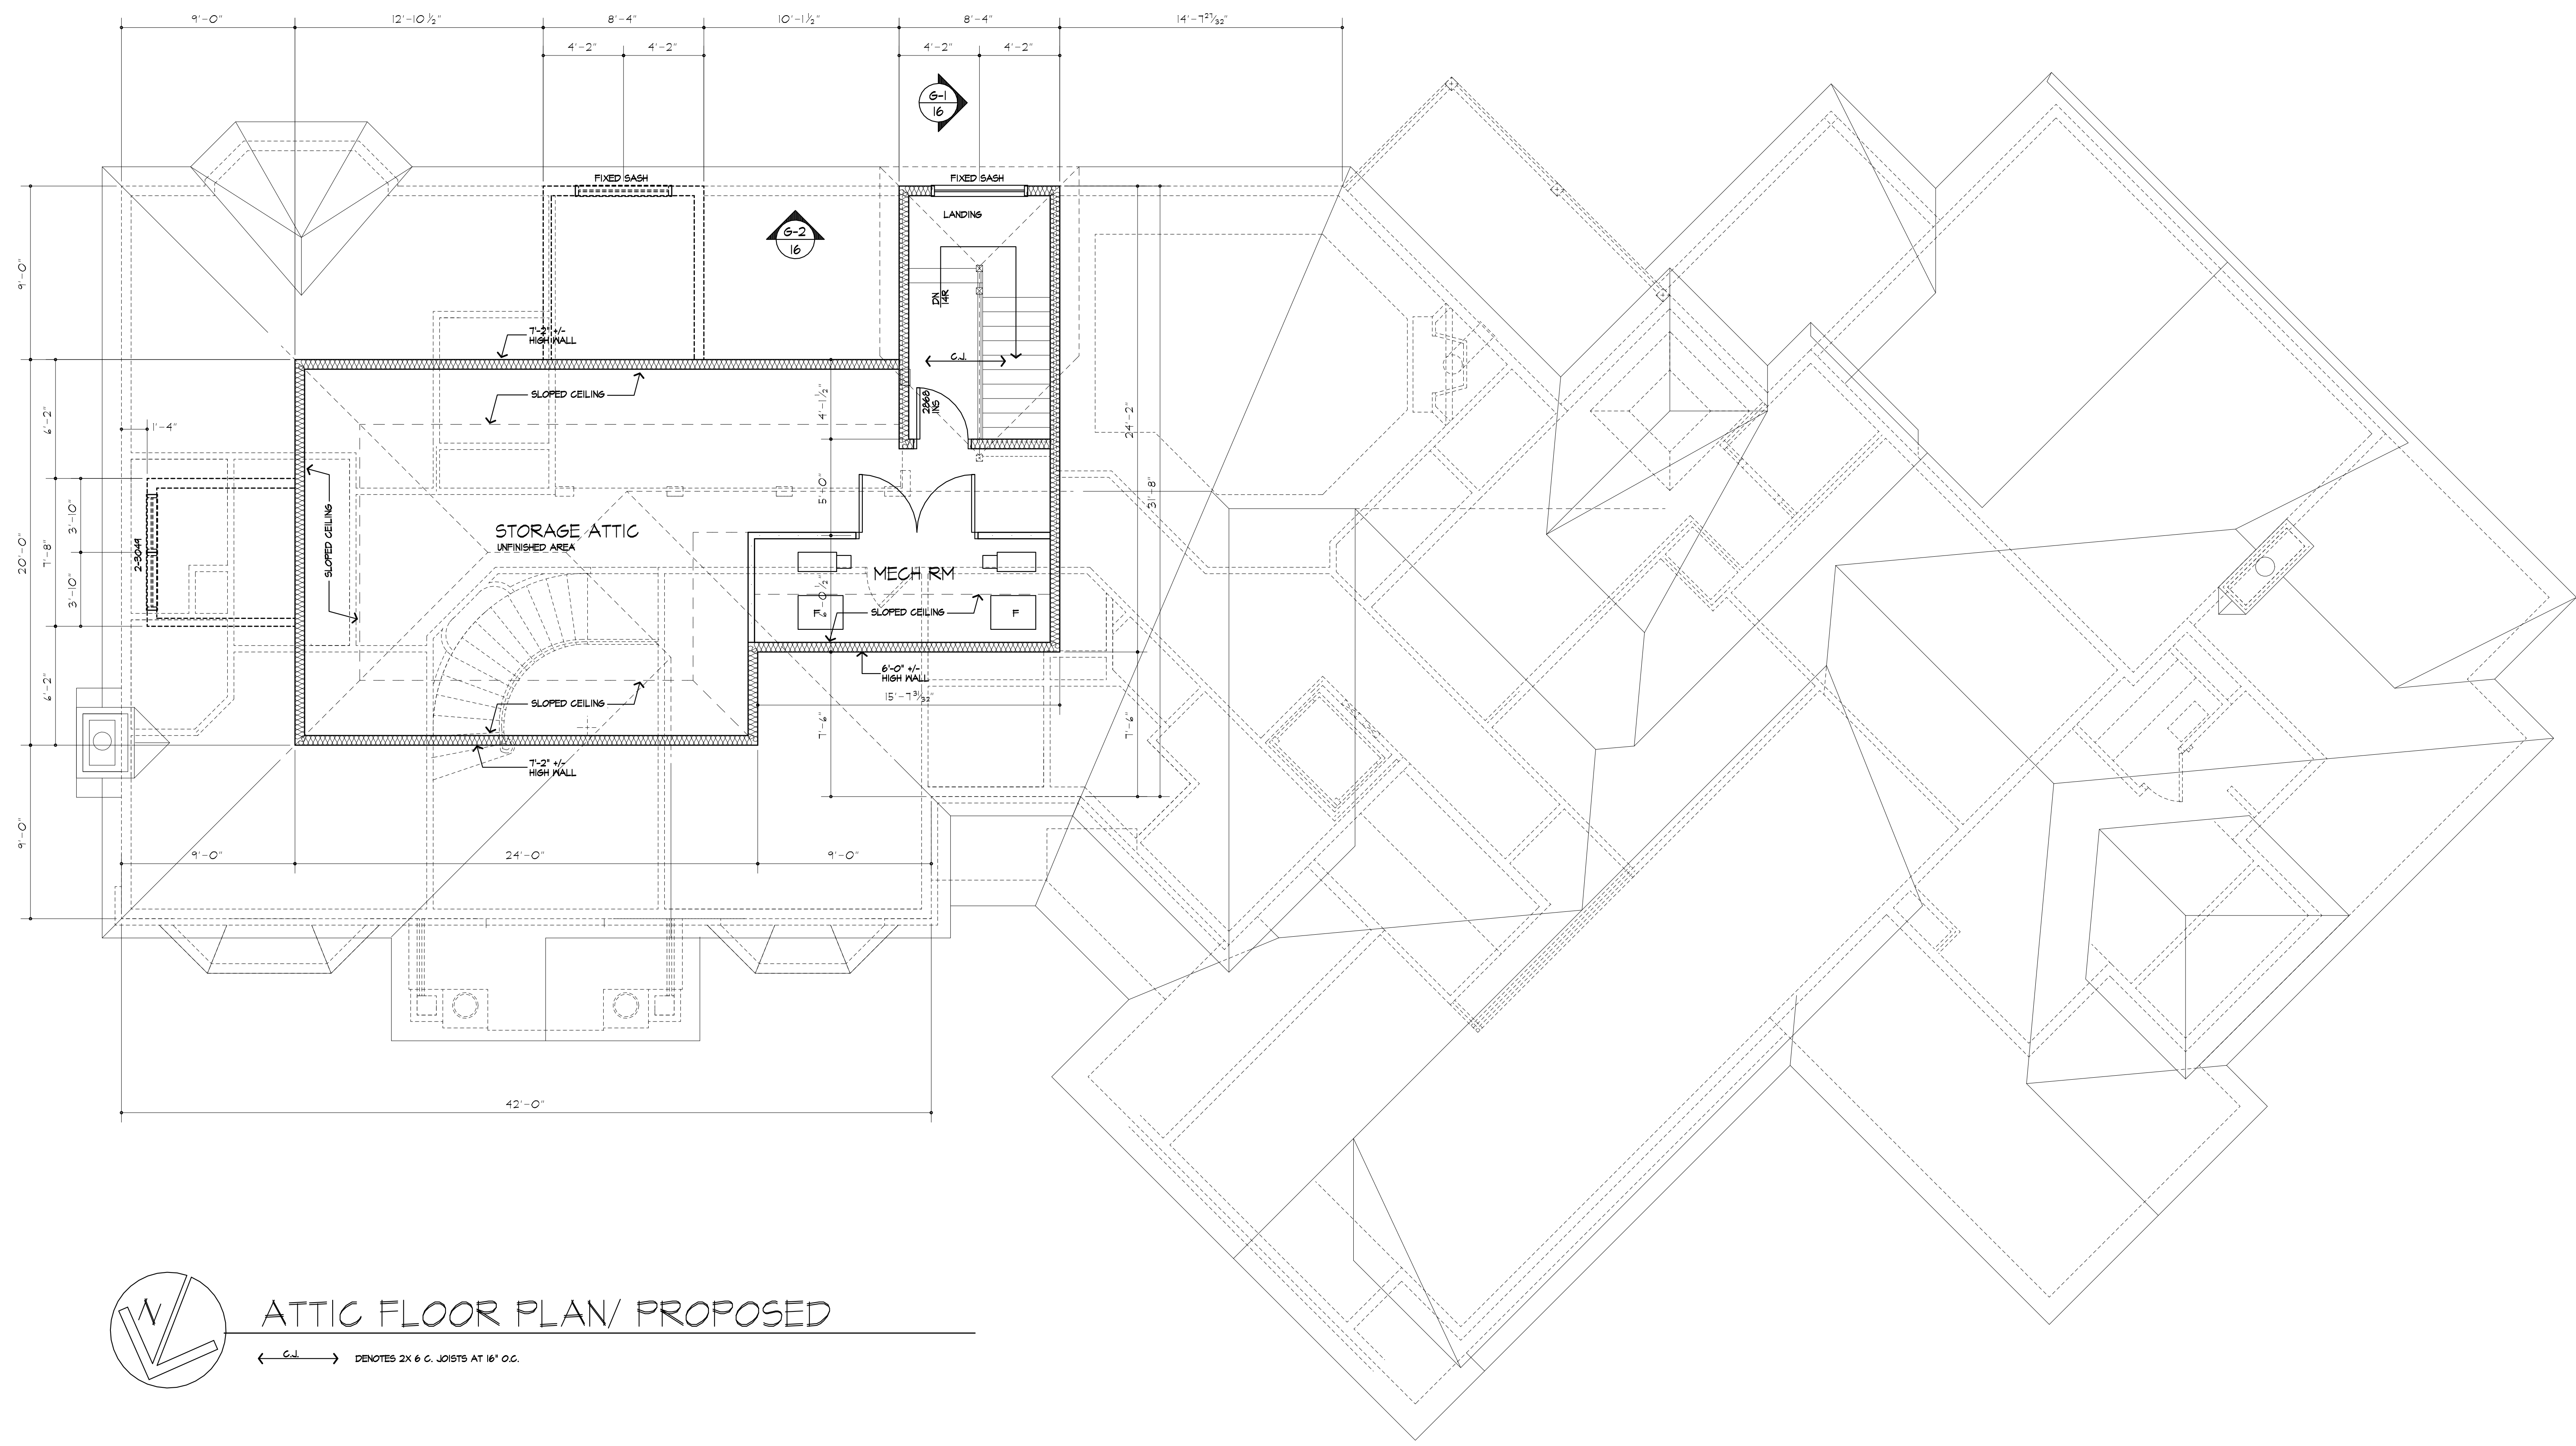 9'-0" 12'-10 1/2" 8'-4" 10'-1 1/2" 8'-4" 14'-7 27/32"
4'-2" 4'-2" 4'-2" 4'-2"
G-1
16
FIXED SASH FIXED SASH
LANDING
G-2
16
9'-0"
DN
14R
7'-2" +/-
HIGH WALL
C.J.
SLOPED CEILING
4'-1 1/2"
2868
INS
24'-2"
6'-2"
1'-4"
31'-8"
5'-0"
3'-10"
SLOPED CEILING
STORAGE ATTIC
UNFINISHED AREA
20'-0"
7'-8"
2-3049
MECH RM
3'-10"
6'-0 1/2"
F
SLOPED CEILING
F
6'-0" +/-
HIGH WALL
6'-2"
15'-7 31/32"
SLOPED CEILING
7'-6"
7'-6"
7'-2" +/-
HIGH WALL
9'-0"
9'-0" 24'-0" 9'-0"
42'-0"
N
ATTIC FLOOR PLAN/ PROPOSED
C.J. DENOTES 2X 6 C. JOISTS AT 16" O.C.